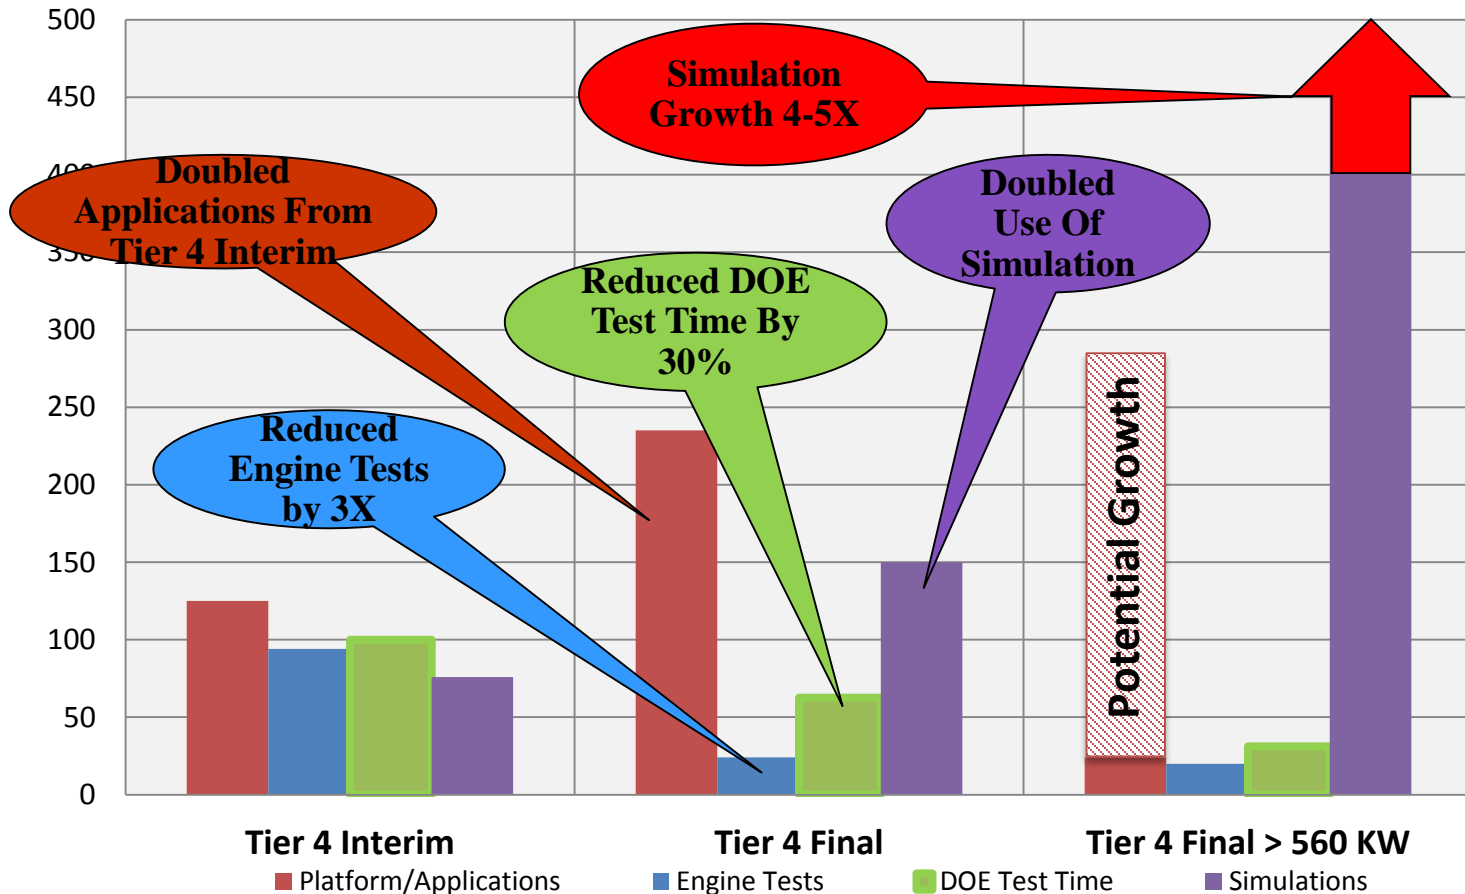 500
450
400
350
300
250
200
150
100
50
0
Simulation
Growth 4-5X
Doubled
Applications From
Tier 4 Interim
Doubled
Use Of
Simulation
Reduced DOE
Test Time By
30%
Reduced
Engine Tests
by 3X
Potential Growth
Tier 4 Interim
Tier 4 Final
Tier 4 Final > 560 KW
Platform/Applications
Engine Tests
DOE Test Time
Simulations